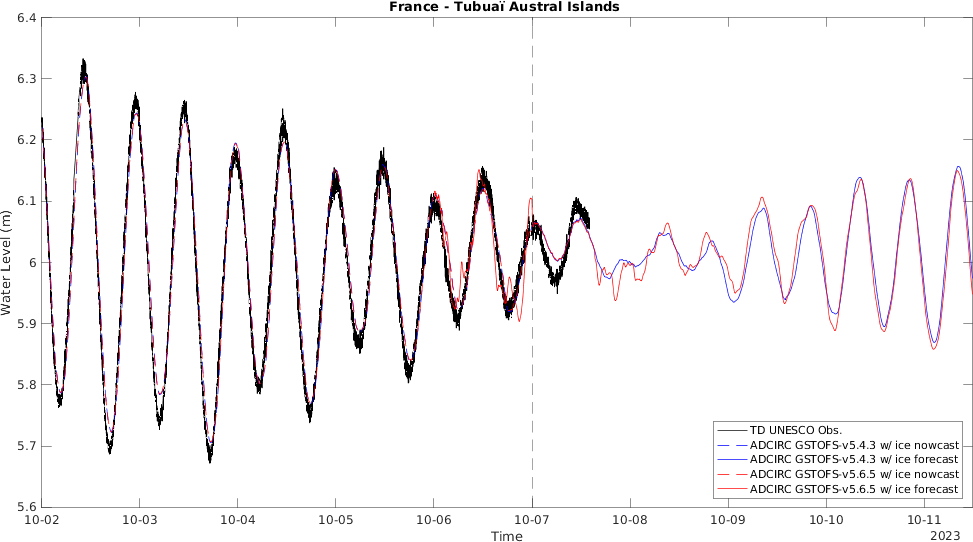 France - Tubuaï Austral Islands
6.4
6.3
6.2
6.1
6
5.9
5.8
5.7
5.6
Water Level (m)
TD UNESCO Obs.
ADCIRC GSTOFS-v5.4.3 w/ ice nowcast
ADCIRC GSTOFS-v5.4.3 w/ ice forecast
ADCIRC GSTOFS-v5.6.5 w/ ice nowcast
ADCIRC GSTOFS-v5.6.5 w/ ice forecast
10-02 10-03 10-04 10-05 10-06 10-07 10-08 10-09 10-10 10-11
Time 2023